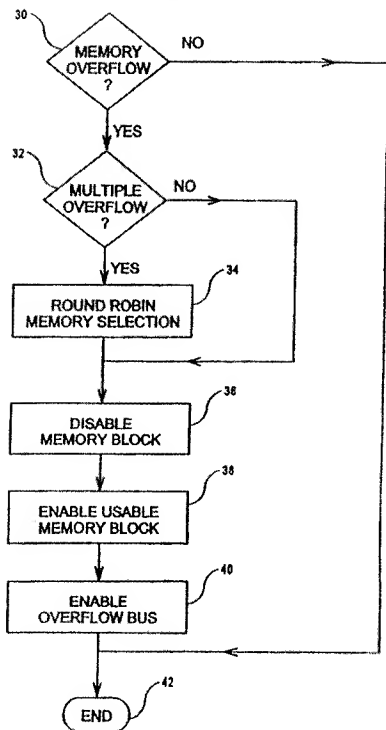 30
MEMORY
OVERFLOW
?
NO
YES
32
MULTIPLE
OVERFLOW
?
NO
YES
34
ROUND ROBIN
MEMORY SELECTION
36
DISABLE
MEMORY BLOCK
38
ENABLE USABLE
MEMORY BLOCK
40
ENABLE
OVERFLOW BUS
42
END